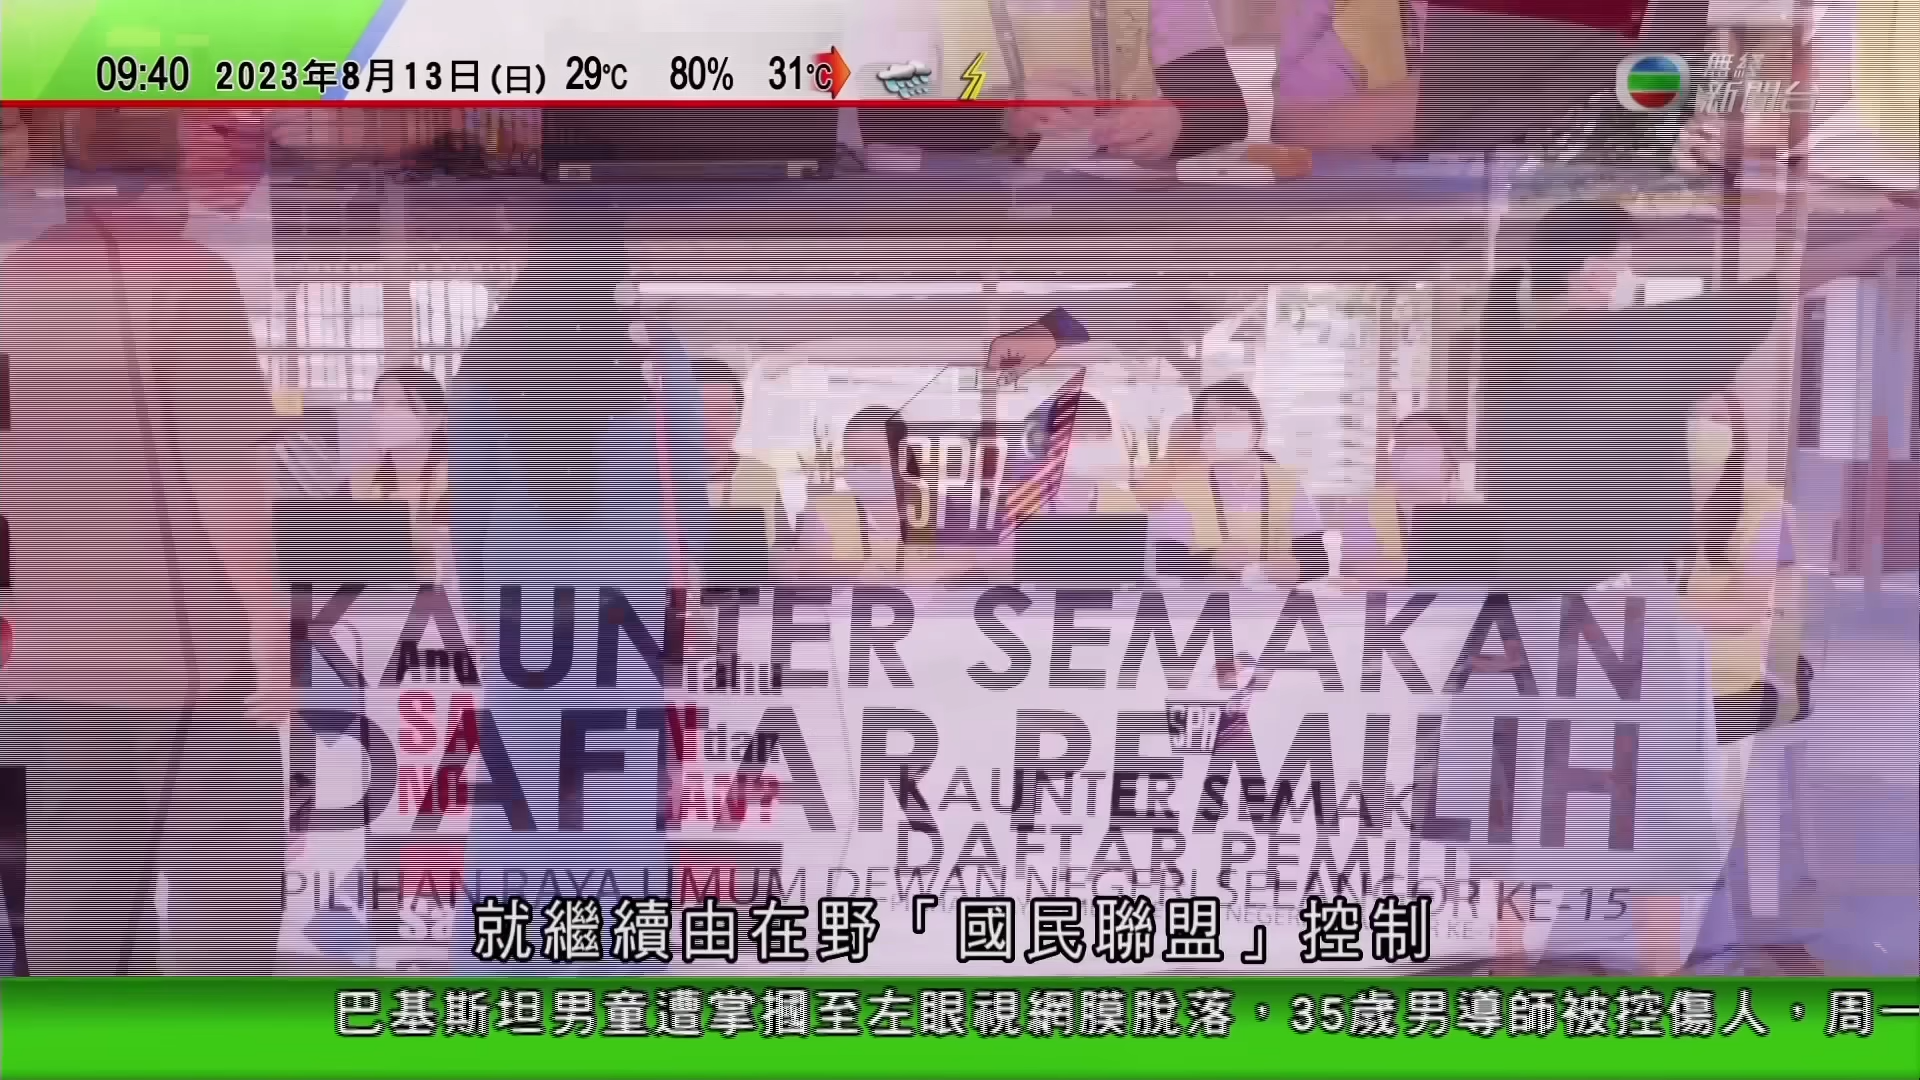 09:40 2023年8月13日(日) 29℃ 80% 31℃
無綫
新聞台
SPR
KAUNTER SEMAKAN
DAFTAR PEMILIH
SPR
KAUNTER SEMAK
DAFTAR PEMILI
PILIHAN RAYA UMUM DEWAN NEGERI SELANGOR KE-15
就繼續由在野「國民聯盟」控制
巴基斯坦男童遭掌摑至左眼視網膜脫落，35歲男導師被控傷人，周一